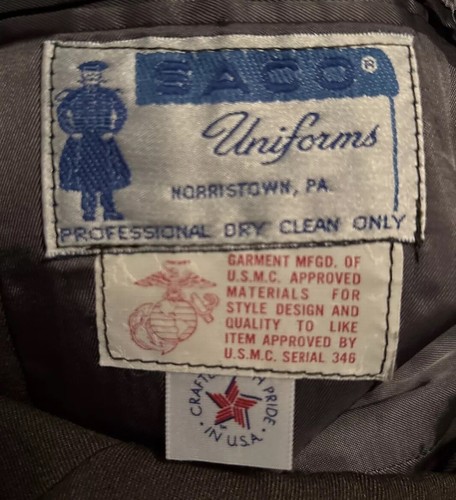 SACO®
Uniforms
NORRISTOWN, PA.
PROFESSIONAL DRY CLEAN ONLY
GARMENT MFGD. OF
U.S.M.C. APPROVED
MATERIALS FOR
STYLE DESIGN AND
QUALITY TO LIKE
ITEM APPROVED BY
U.S.M.C. SERIAL 346
PRIDE
• IN U.S.A. •